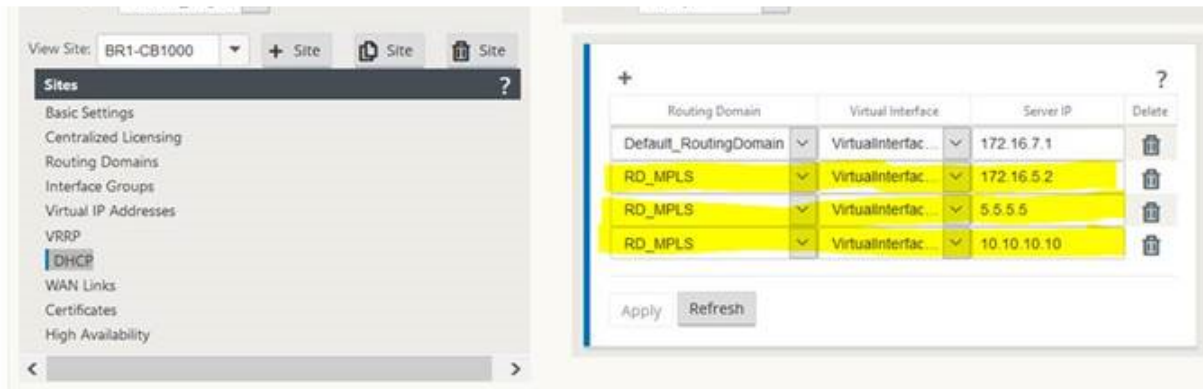 View Site: BR1-CB1000 + Site Site Site
Sites ?
Basic Settings
Centralized Licensing
Routing Domains
Interface Groups
Virtual IP Addresses
VRRP
DHCP
WAN Links
Certificates
High Availability
+ ?
Routing Domain Virtual Interface Server IP Delete
Default_RoutingDomain VirtualInterfac... 172.16.7.1
RD_MPLS VirtualInterfac... 172.16.5.2
RD_MPLS VirtualInterfac... 5.5.5.5
RD_MPLS VirtualInterfac... 10.10.10.10
Apply Refresh